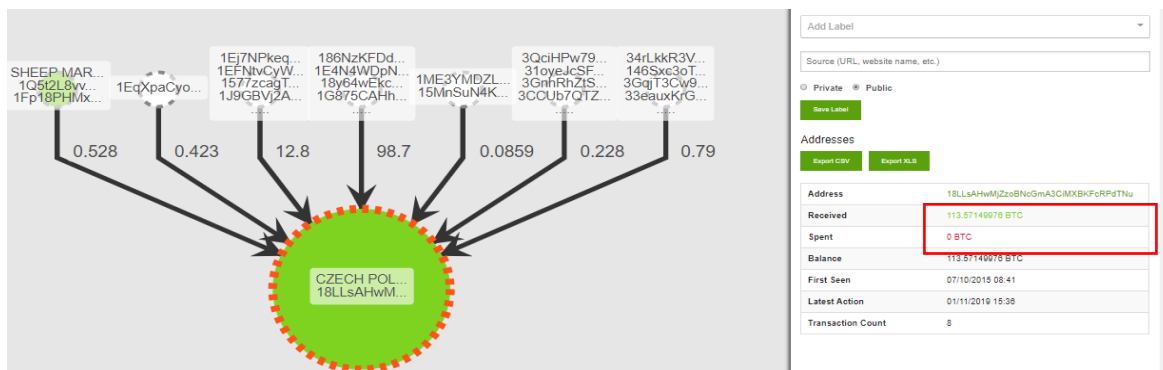 SHEEP MAR...
1Q5t2L8vv...
1Fp18PHMx...
1EqXpaCyo...
1Ej7NPkeq...
1EFNtvCyW...
1577zcagT...
1J9GBVj2A...
.....
186NzKFDd...
1E4N4WDpN...
18y64wEkc...
1G875CAHh...
.....
1ME3YMDZL...
15MnSuN4K...
3QciHPw79...
31oyeJcSF...
3GnhRhZtS...
3CCUb7QTZ...
.....
34rLkkR3V...
146Sxc3oT...
3GqjT3Cw9...
33eauxKrG...
.....
0.528
0.423
12.8
98.7
0.0859
0.228
0.79
CZECH POL...
18LLsAHwM...
Add Label
Source (URL, website name, etc.)
Private Public
Save Label
Addresses
Export CSV Export XLS
Address 18LLsAHwMjZzoBNoGmA3CiMXBKFcRPdTNu
Received 113.57149976 BTC
Spent 0 BTC
Balance 113.57149976 BTC
First Seen 07/10/2015 08:41
Latest Action 01/11/2019 15:36
Transaction Count 8